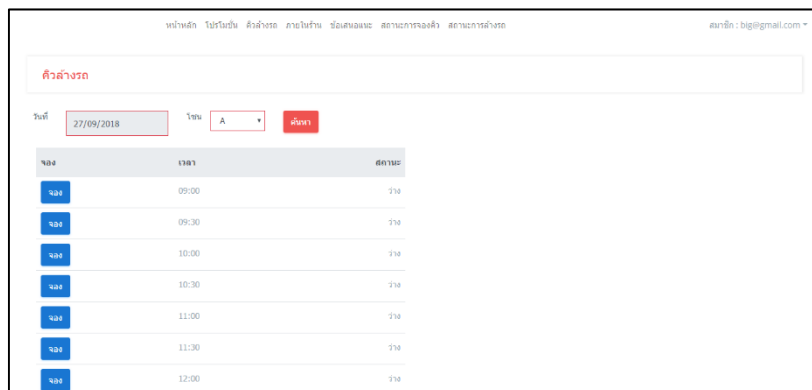 หน้าหลัก โปรโมชั่น คิวล้างรถ ภายในร้าน ข้อเสนอแนะ สถานะการจองคิว สถานะการล้างรถ สมาชิก : big@gmail.com
คิวล้างรถ
วันที่ 27/09/2018 โซน A ค้นหา
จอง เวลา สถานะ
จอง 09:00 ว่าง
จอง 09:30 ว่าง
จอง 10:00 ว่าง
จอง 10:30 ว่าง
จอง 11:00 ว่าง
จอง 11:30 ว่าง
จอง 12:00 ว่าง